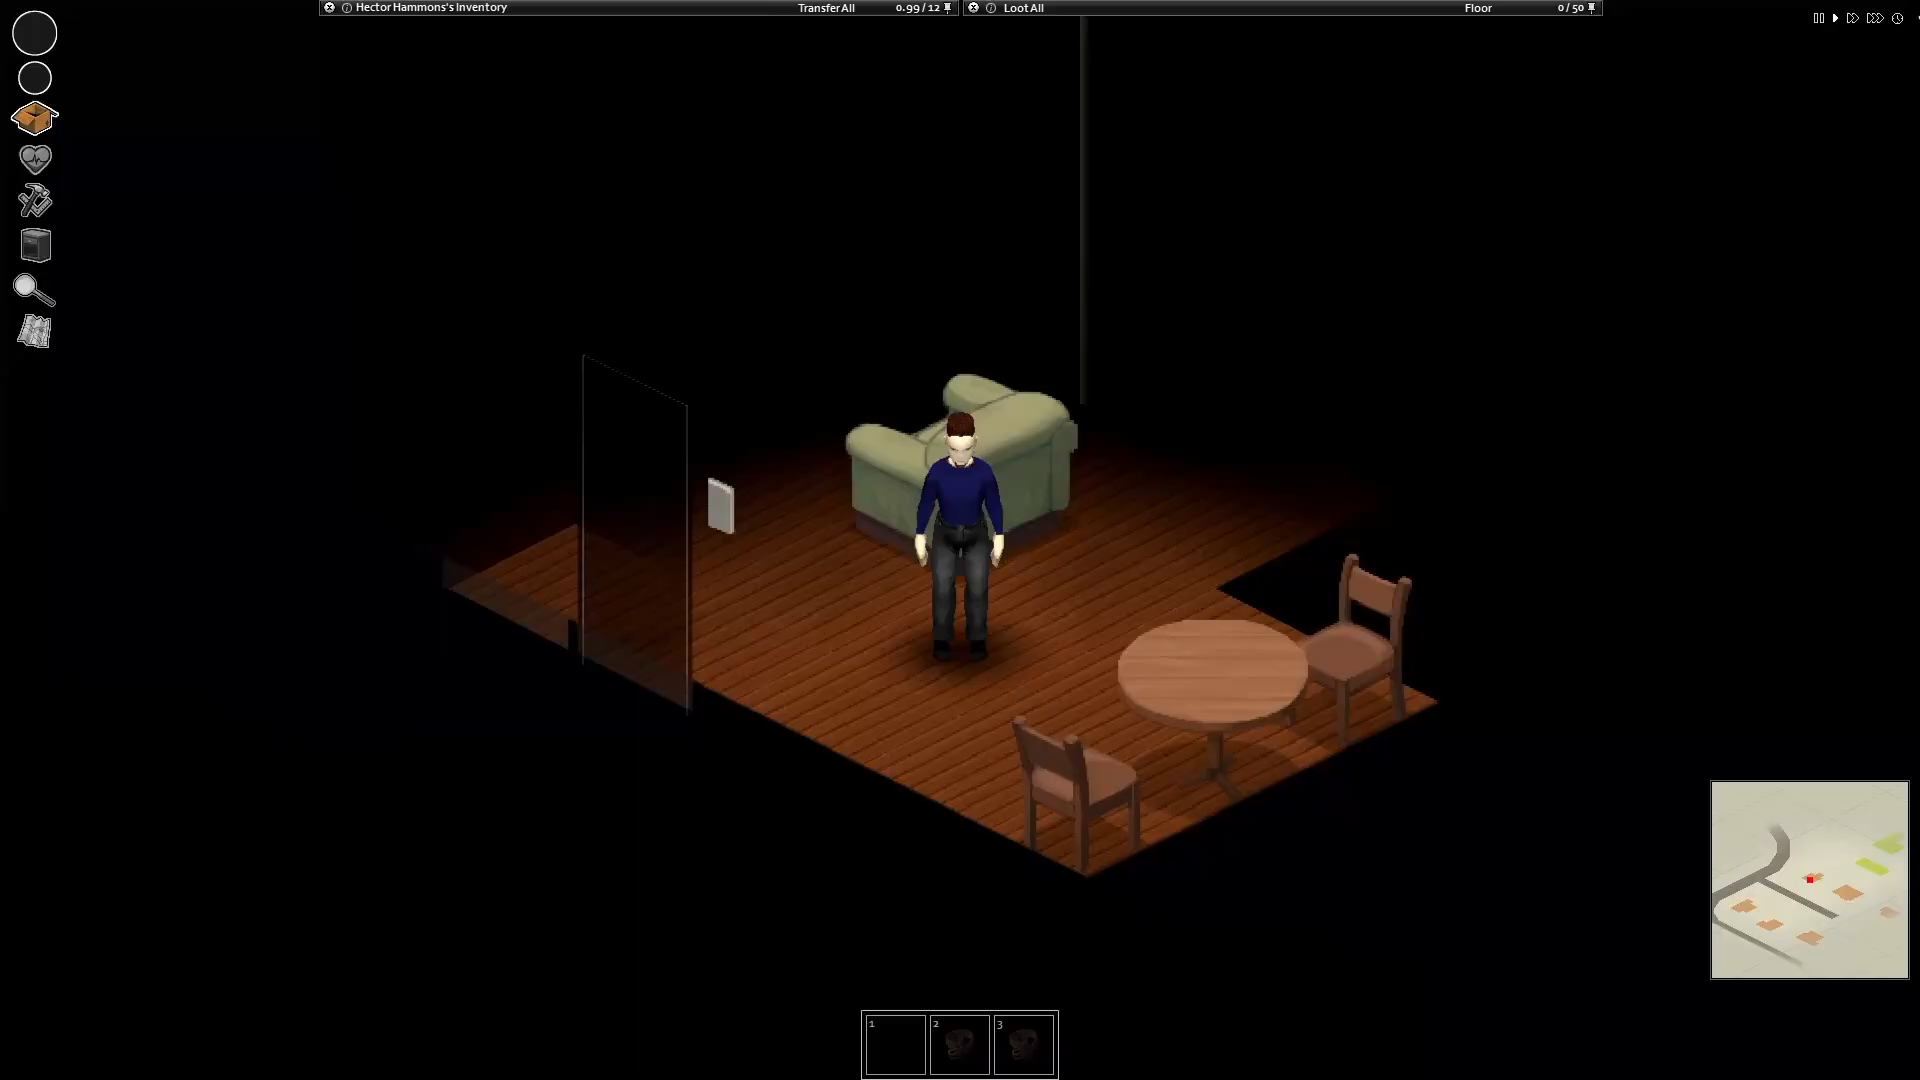 Hector Hammons's Inventory Transfer All 0.99 / 12
Loot All Floor 0 / 50
1 2 3